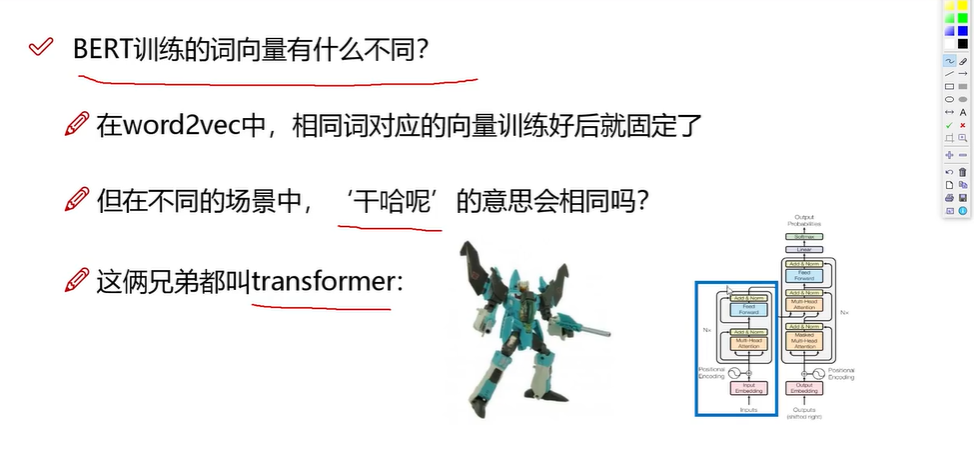 BERT训练的词向量有什么不同？
在word2vec中，相同词对应的向量训练好后就固定了
但在不同的场景中，‘干哈呢’的意思会相同吗？
这俩兄弟都叫transformer:
Output
Probabilities
Softmax
Linear
Add & Norm
Feed
Forward
Add & Norm
Multi-Head
Attention
Add & Norm
Masked
Multi-Head
Attention
Nx
Positional
Encoding
Output
Embedding
Outputs
(shifted right)
Add & Norm
Feed
Forward
Add & Norm
Multi-Head
Attention
Nx
Positional
Encoding
Input
Embedding
Inputs
A